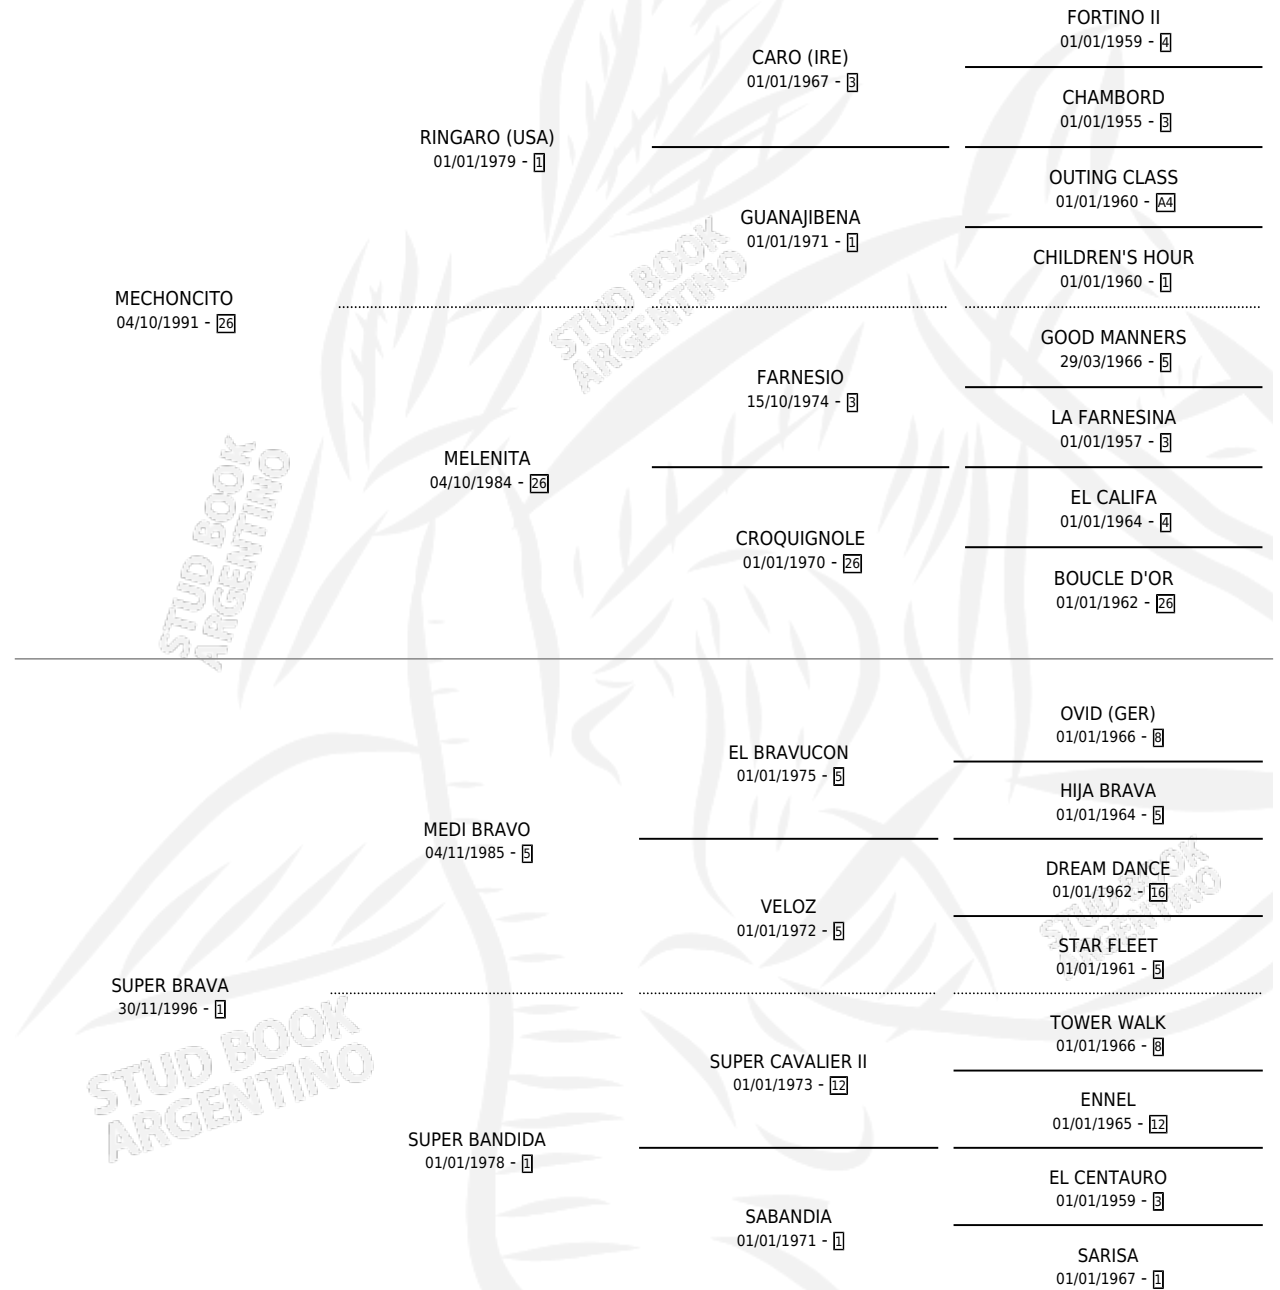 FORTINO II
01/01/1959 - 4
CARO (IRE)
01/01/1967 - 3
CHAMBORD
01/01/1955 - 3
RINGARO (USA)
01/01/1979 - 1
OUTING CLASS
01/01/1960 - A4
GUANAJIBENA
01/01/1971 - 1
CHILDREN'S HOUR
01/01/1960 - 1
MECHONCITO
04/10/1991 - 26
GOOD MANNERS
29/03/1966 - 5
FARNESIO
15/10/1974 - 3
LA FARNESINA
01/01/1957 - 3
MELENITA
04/10/1984 - 26
EL CALIFA
01/01/1964 - 4
CROQUIGNOLE
01/01/1970 - 26
BOUCLE D'OR
01/01/1962 - 26
OVID (GER)
01/01/1966 - 8
EL BRAVUCON
01/01/1975 - 5
HIJA BRAVA
01/01/1964 - 5
MEDI BRAVO
04/11/1985 - 5
DREAM DANCE
01/01/1962 - 16
VELOZ
01/01/1972 - 5
STAR FLEET
01/01/1961 - 5
SUPER BRAVA
30/11/1996 - 1
TOWER WALK
01/01/1966 - 8
SUPER CAVALIER II
01/01/1973 - 12
ENNEL
01/01/1965 - 12
SUPER BANDIDA
01/01/1978 - 1
EL CENTAURO
01/01/1959 - 3
SABANDIA
01/01/1971 - 1
SARISA
01/01/1967 - 1
STUD BOOK
ARGENTINO
STUD BOOK
ARGENTINO
STUD BOOK
ARGENTINO
STUD BOOK
ARGENTINO